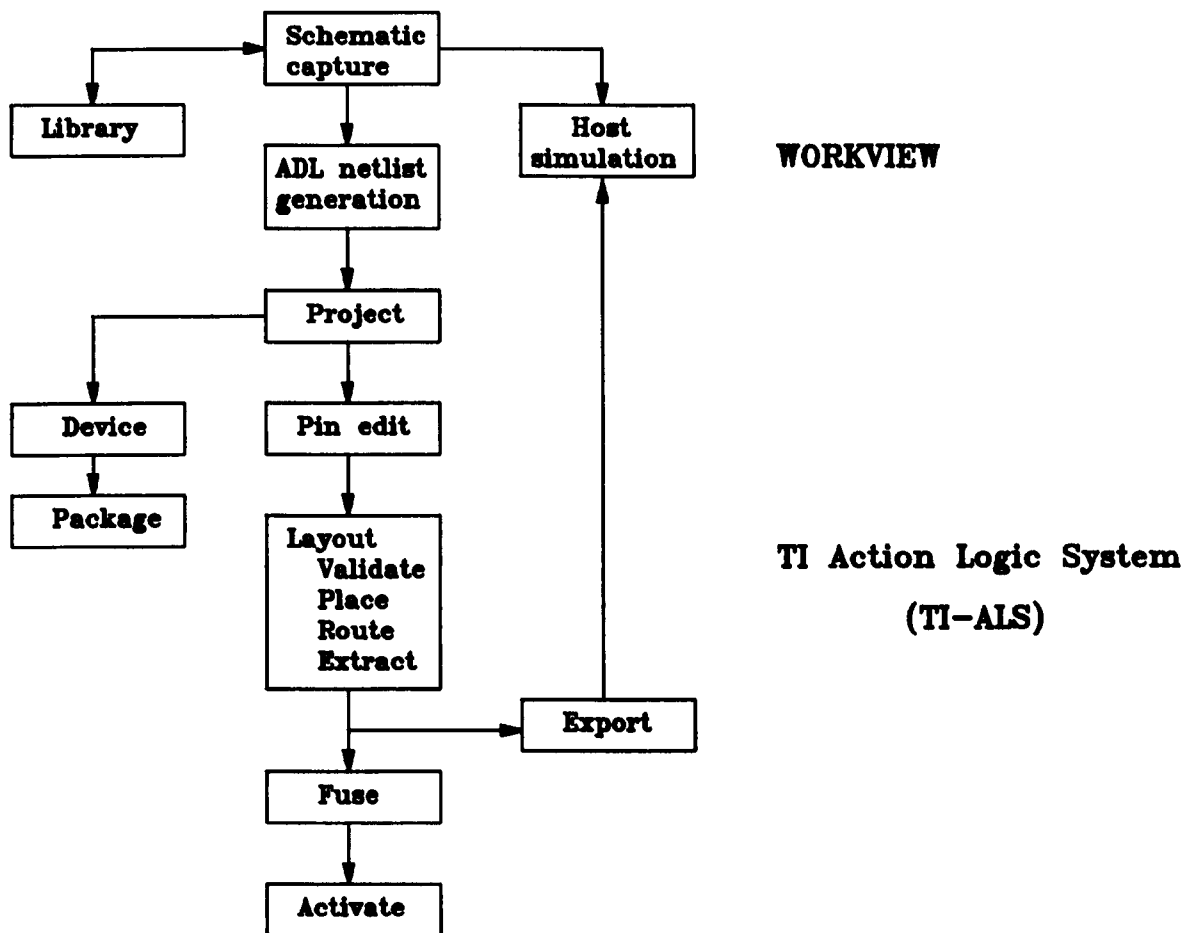 Schematic
capture
Library
Host
simulation
WORKVIEW
ADL netlist
generation
Project
Device
Pin edit
Package
Layout
Validate
Place
Route
Extract
TI Action Logic System
(TI-ALS)
Export
Fuse
Activate